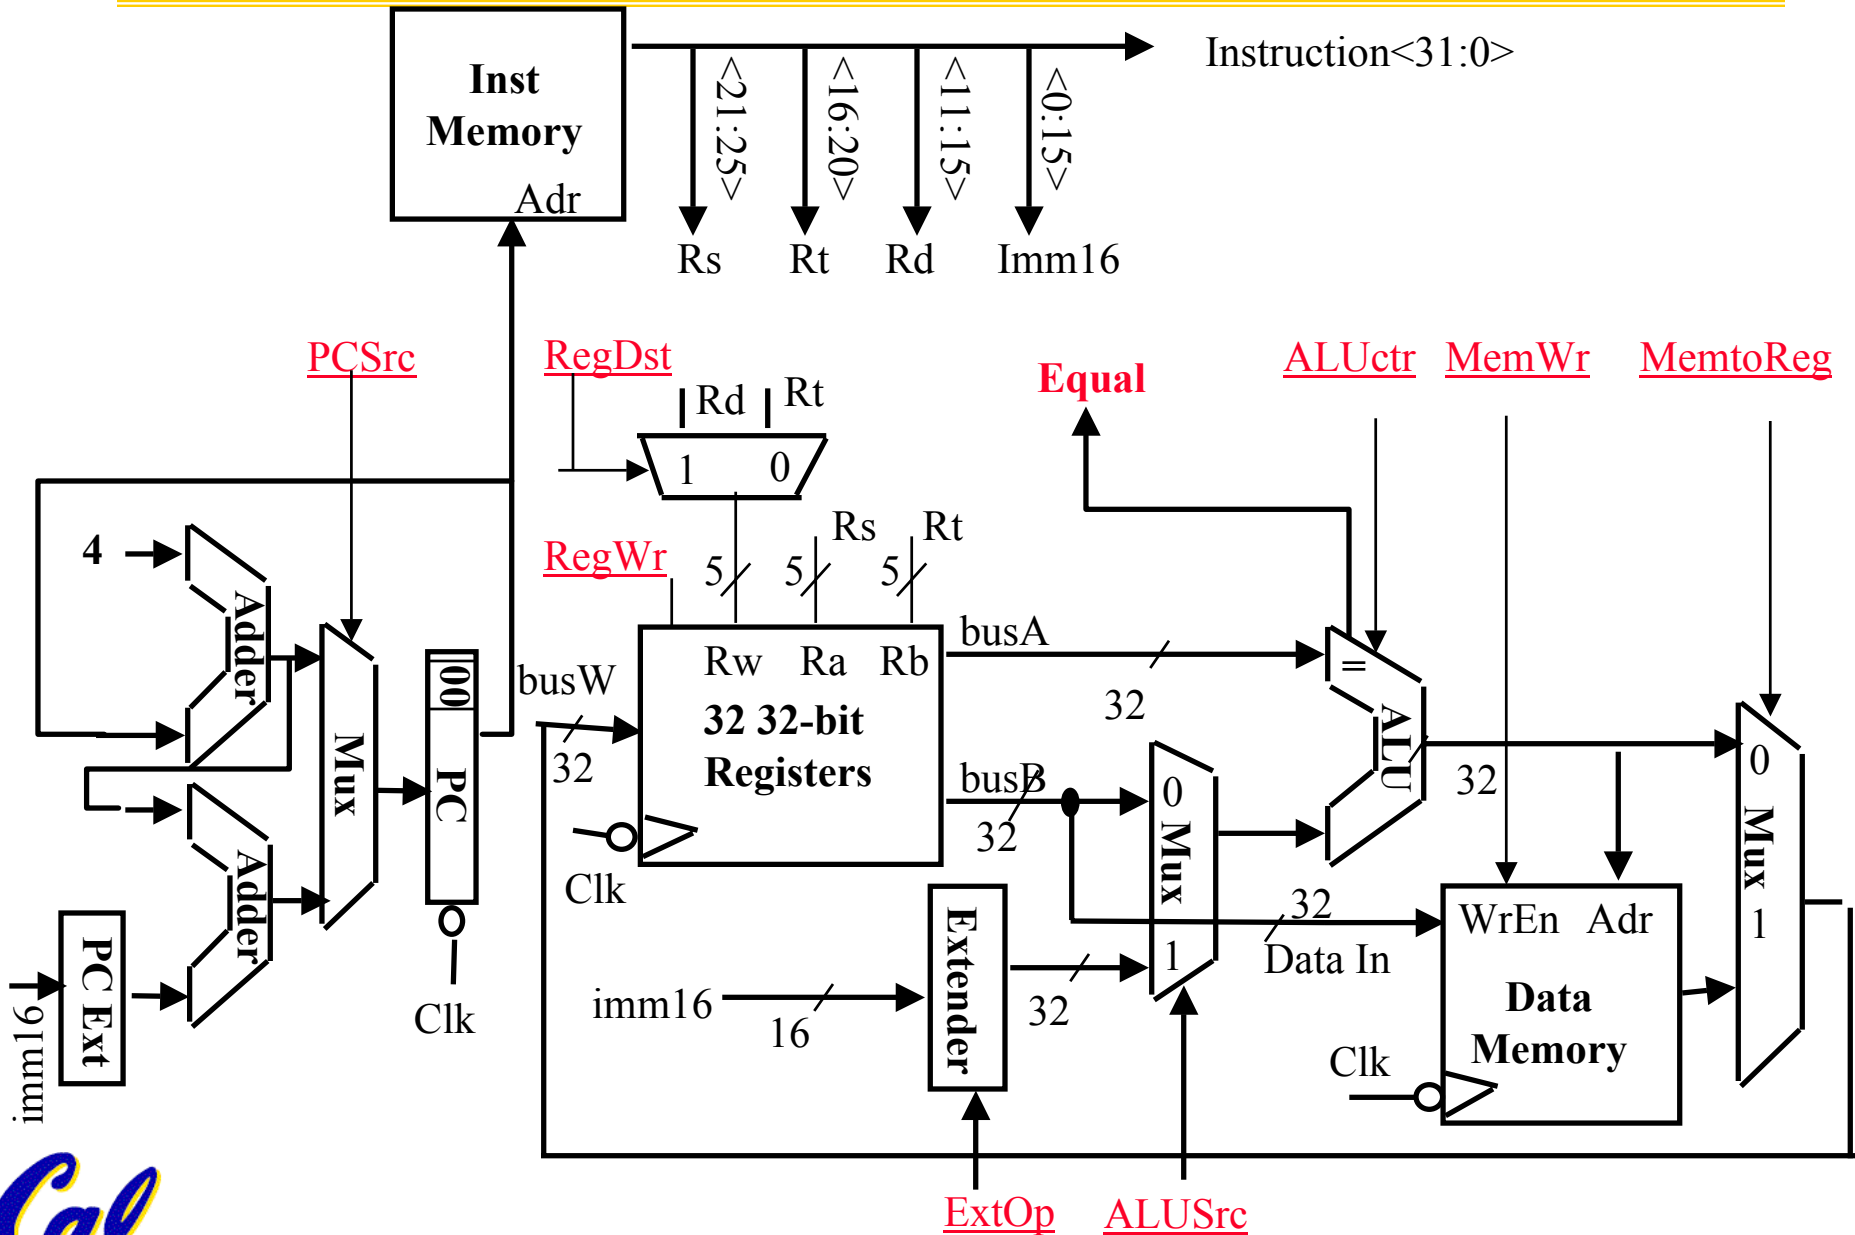 Inst
Memory
Adr
Instruction<31:0>
<21:25>
<16:20>
<11:15>
<0:15>
Rs
Rt
Rd
Imm16
PCSrc
RegDst
Equal
ALUctr
MemWr
MemtoReg
Rd
Rt
1
0
4
Adder
RegWr
5
5
5
Rs
Rt
Mux
00
PC
busW
32
Rw
Ra
Rb
32 32-bit
Registers
Clk
busA
32
busB
32
=
ALU
32
0
Mux
1
0
Mux
1
Adder
PC Ext
imm16
Clk
imm16
16
Extender
32
32
Data In
WrEn
Adr
Data
Memory
Clk
ExtOp
ALUSrc
Cal